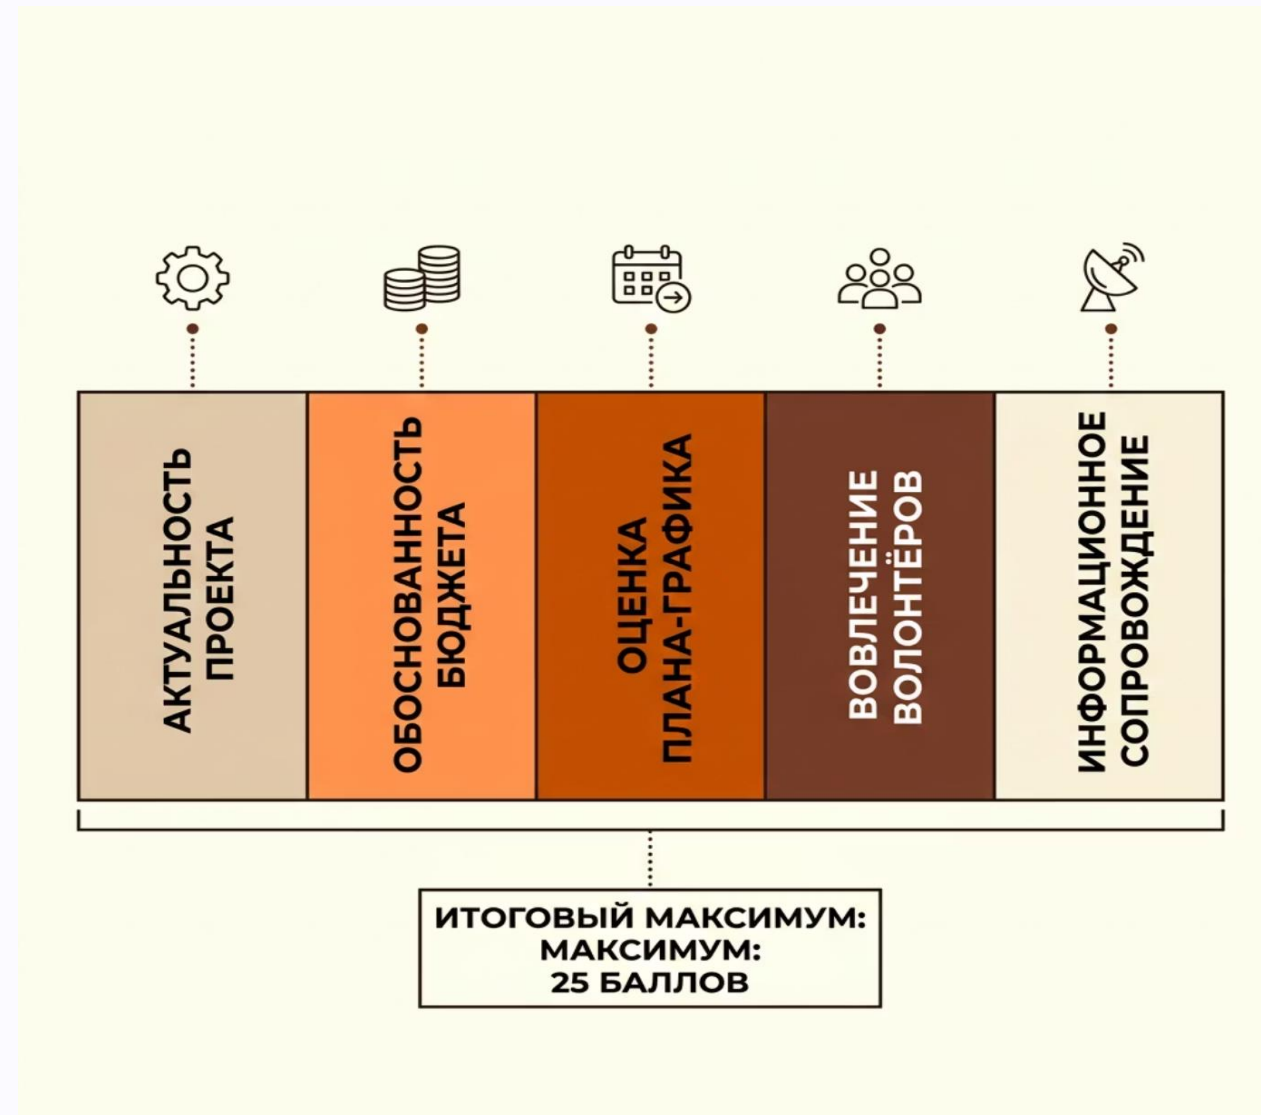 АКТУАЛЬНОСТЬ
ПРОЕКТА
ОБОСНОВАННОСТЬ
БЮДЖЕТА
ОЦЕНКА
ПЛАНА-ГРАФИКА
ВОВЛЕЧЕНИЕ
ВОЛОНТЁРОВ
ИНФОРМАЦИОННОЕ
СОПРОВОЖДЕНИЕ
ИТОГОВЫЙ МАКСИМУМ:
МАКСИМУМ:
25 БАЛЛОВ